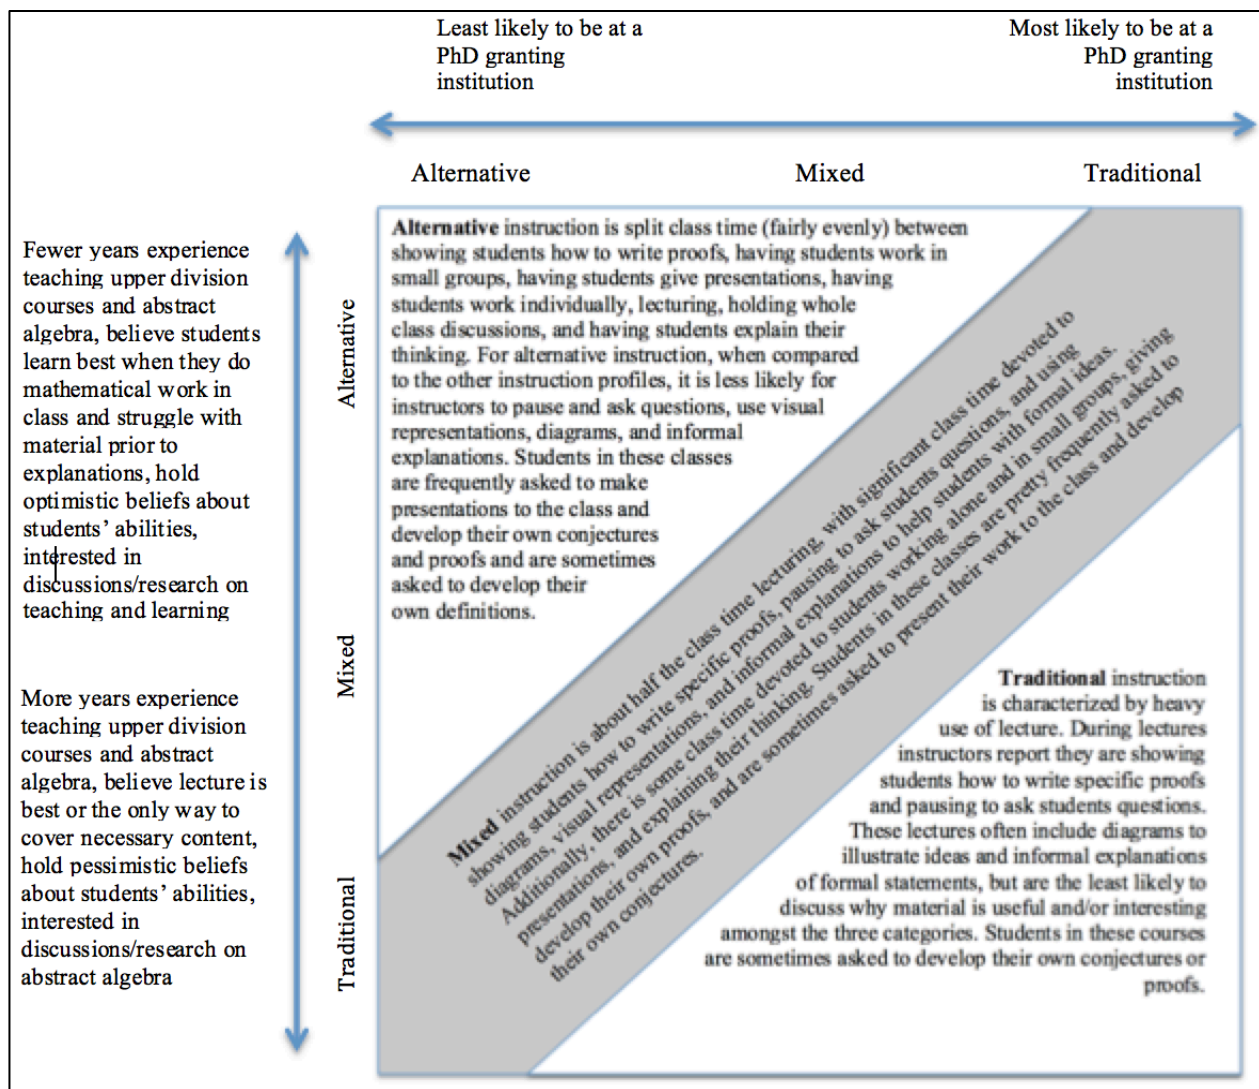 Least likely to be at a
PhD granting
institution
Most likely to be at a
PhD granting
institution
Alternative
Mixed
Traditional
Fewer years experience
teaching upper division
courses and abstract
algebra, believe students
learn best when they do
mathematical work in
class and struggle with
material prior to
explanations, hold
optimistic beliefs about
students' abilities,
interested in
discussions/research on
teaching and learning
More years experience
teaching upper division
courses and abstract
algebra, believe lecture is
best or the only way to
cover necessary content,
hold pessimistic beliefs
about students' abilities,
interested in
discussions/research on
abstract algebra
Alternative
Mixed
Traditional
Alternative instruction is split class time (fairly evenly) between
showing students how to write proofs, having students work in
small groups, having students give presentations, having
students work individually, lecturing, holding whole
class discussions, and having students explain their
thinking. For alternative instruction, when compared
to the other instruction profiles, it is less likely for
instructors to pause and ask questions, use visual
representations, diagrams, and informal
explanations. Students in these classes
are frequently asked to make
presentations to the class and
develop their own conjectures
and proofs and are sometimes
asked to develop their
own definitions.
Mixed instruction is about half the class time lecturing, with significant class time devoted to
showing students how to write specific proofs, pausing to ask students questions, and using
diagrams, visual representations, and informal explanations to help students with formal ideas.
Additionally, there is some class time devoted to students working alone and in small groups, giving
presentations, and explaining their thinking. Students in these classes are pretty frequently asked to
develop their own proofs, and are sometimes asked to present their work to the class and develop
their own conjectures.
Traditional instruction
is characterized by heavy
use of lecture. During lectures
instructors report they are showing
students how to write specific proofs
and pausing to ask students questions.
These lectures often include diagrams to
illustrate ideas and informal explanations
of formal statements, but are the least likely to
discuss why material is useful and/or interesting
amongst the three categories. Students in these courses
are sometimes asked to develop their own conjectures or
proofs.